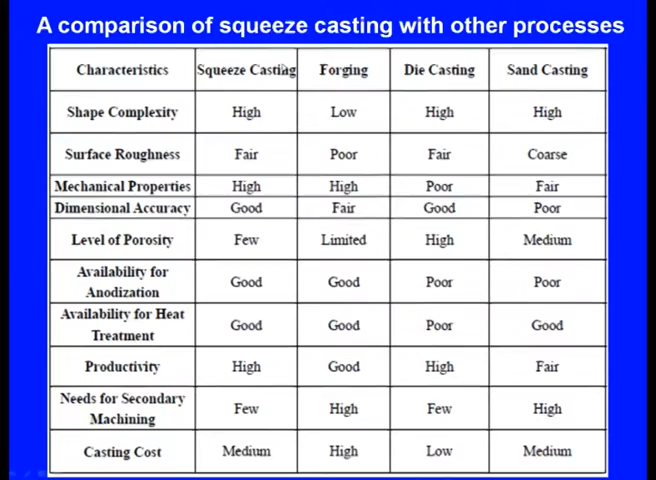 A comparison of squeeze casting with other processes
Characteristics Squeeze Casting Forging Die Casting Sand Casting
Shape Complexity High Low High High
Surface Roughness Fair Poor Fair Coarse
Mechanical Properties High High Poor Fair
Dimensional Accuracy Good Fair Good Poor
Level of Porosity Few Limited High Medium
Availability for
Anodization Good Good Poor Poor
Availability for Heat
Treatment Good Good Poor Good
Productivity High Good High Fair
Needs for Secondary
Machining Few High Few High
Casting Cost Medium High Low Medium